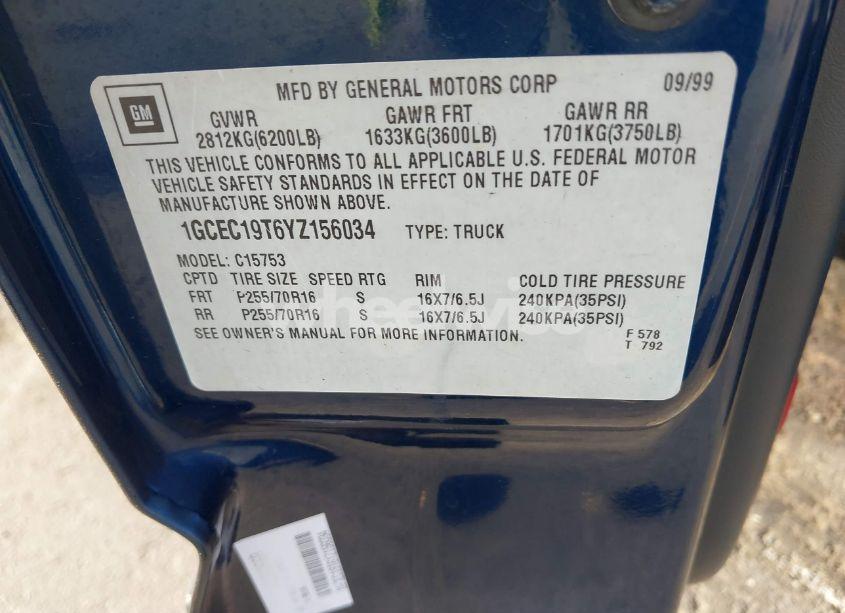 GM
MFD BY GENERAL MOTORS CORP 09/99
GVWR GAWR FRT GAWR RR
2812KG(6200LB) 1633KG(3600LB) 1701KG(3750LB)
THIS VEHICLE CONFORMS TO ALL APPLICABLE U.S. FEDERAL MOTOR
VEHICLE SAFETY STANDARDS IN EFFECT ON THE DATE OF
MANUFACTURE SHOWN ABOVE.
1GCEC19T6YZ156034 TYPE: TRUCK
MODEL: C15753
CPTD TIRE SIZE SPEED RTG RIM COLD TIRE PRESSURE
FRT P255/70R16 S 16X7/6.5J 240KPA(35PSI)
RR P255/70R16 S 16X7/6.5J 240KPA(35PSI)
SEE OWNER'S MANUAL FOR MORE INFORMATION. F 578
T 792